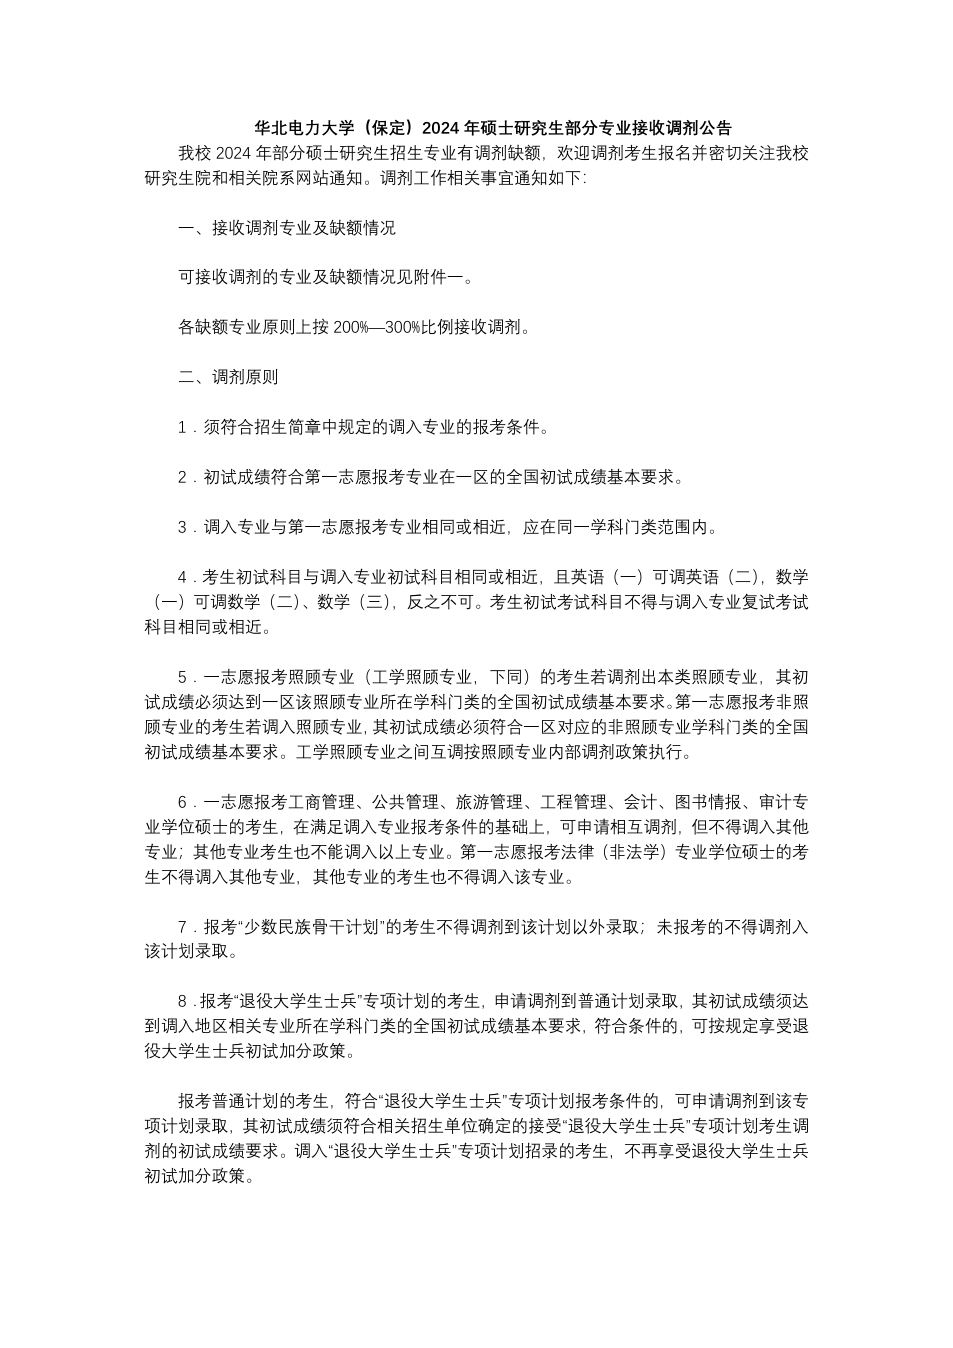 华北电力大学（保定）2024 年硕士研究生部分专业接收调剂公告
我校 2024 年部分硕士研究生招生专业有调剂缺额，欢迎调剂考生报名并密切关注我校
研究生院和相关院系网站通知。调剂工作相关事宜通知如下：
一、接收调剂专业及缺额情况
可接收调剂的专业及缺额情况见附件一。
各缺额专业原则上按 200%—300%比例接收调剂。
二、调剂原则
1．须符合招生简章中规定的调入专业的报考条件。
2．初试成绩符合第一志愿报考专业在一区的全国初试成绩基本要求。
3．调入专业与第一志愿报考专业相同或相近，应在同一学科门类范围内。
4．考生初试科目与调入专业初试科目相同或相近，且英语（一）可调英语（二），数学
（一）可调数学（二）、数学（三），反之不可。考生初试考试科目不得与调入专业复试考试
科目相同或相近。
5．一志愿报考照顾专业（工学照顾专业，下同）的考生若调剂出本类照顾专业，其初
试成绩必须达到一区该照顾专业所在学科门类的全国初试成绩基本要求。第一志愿报考非照
顾专业的考生若调入照顾专业，其初试成绩必须符合一区对应的非照顾专业学科门类的全国
初试成绩基本要求。工学照顾专业之间互调按照顾专业内部调剂政策执行。
6．一志愿报考工商管理、公共管理、旅游管理、工程管理、会计、图书情报、审计专
业学位硕士的考生，在满足调入专业报考条件的基础上，可申请相互调剂，但不得调入其他
专业；其他专业考生也不能调入以上专业。第一志愿报考法律（非法学）专业学位硕士的考
生不得调入其他专业，其他专业的考生也不得调入该专业。
7．报考“少数民族骨干计划”的考生不得调剂到该计划以外录取；未报考的不得调剂入
该计划录取。
8．报考“退役大学生士兵”专项计划的考生，申请调剂到普通计划录取，其初试成绩须达
到调入地区相关专业所在学科门类的全国初试成绩基本要求，符合条件的，可按规定享受退
役大学生士兵初试加分政策。
报考普通计划的考生，符合“退役大学生士兵”专项计划报考条件的，可申请调剂到该专
项计划录取，其初试成绩须符合相关招生单位确定的接受“退役大学生士兵”专项计划考生调
剂的初试成绩要求。调入“退役大学生士兵”专项计划招录的考生，不再享受退役大学生士兵
初试加分政策。